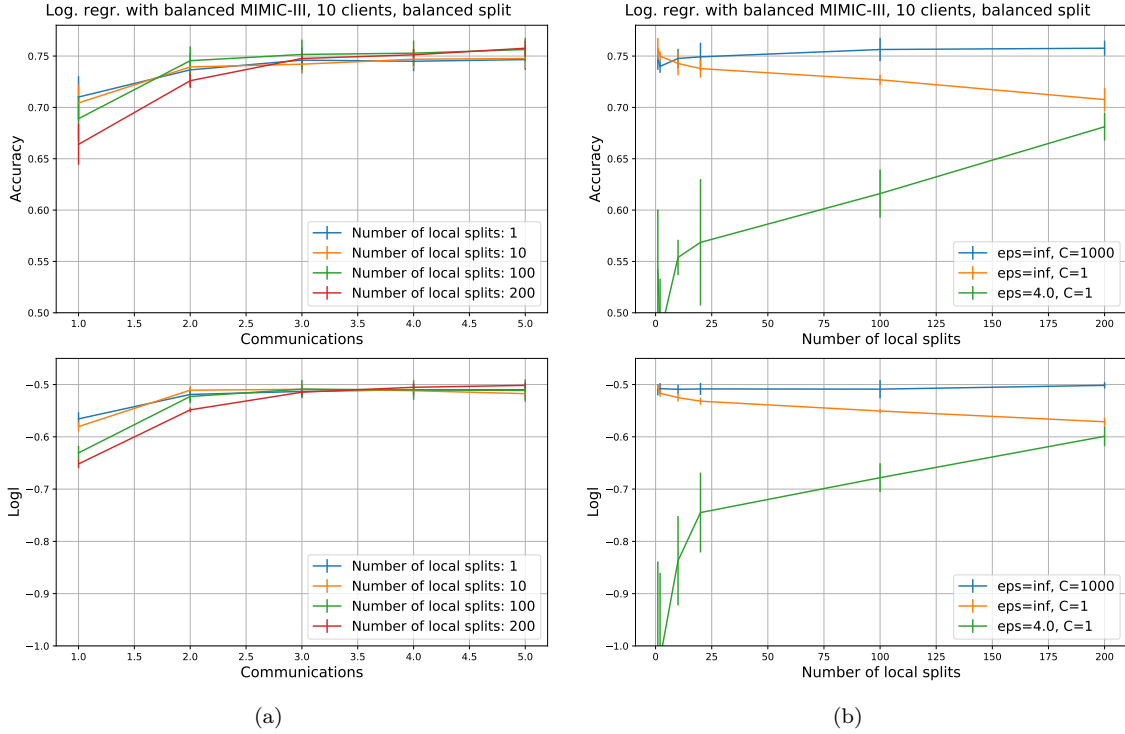 Log. regr. with balanced MIMIC-III, 10 clients, balanced split
0.75
0.70
0.65
0.60
0.55
0.50
Accuracy
Number of local splits: 1
Number of local splits: 10
Number of local splits: 100
Number of local splits: 200
1.0 1.5 2.0 2.5 3.0 3.5 4.0 4.5 5.0
Communications
−0.5
−0.6
−0.7
−0.8
−0.9
−1.0
Logl
Number of local splits: 1
Number of local splits: 10
Number of local splits: 100
Number of local splits: 200
1.0 1.5 2.0 2.5 3.0 3.5 4.0 4.5 5.0
Communications
(a)
Log. regr. with balanced MIMIC-III, 10 clients, balanced split
0.75
0.70
0.65
0.60
0.55
0.50
Accuracy
eps=inf, C=1000
eps=inf, C=1
eps=4.0, C=1
0 25 50 75 100 125 150 175 200
Number of local splits
−0.5
−0.6
−0.7
−0.8
−0.9
−1.0
Logl
eps=inf, C=1000
eps=inf, C=1
eps=4.0, C=1
0 25 50 75 100 125 150 175 200
Number of local splits
(b)